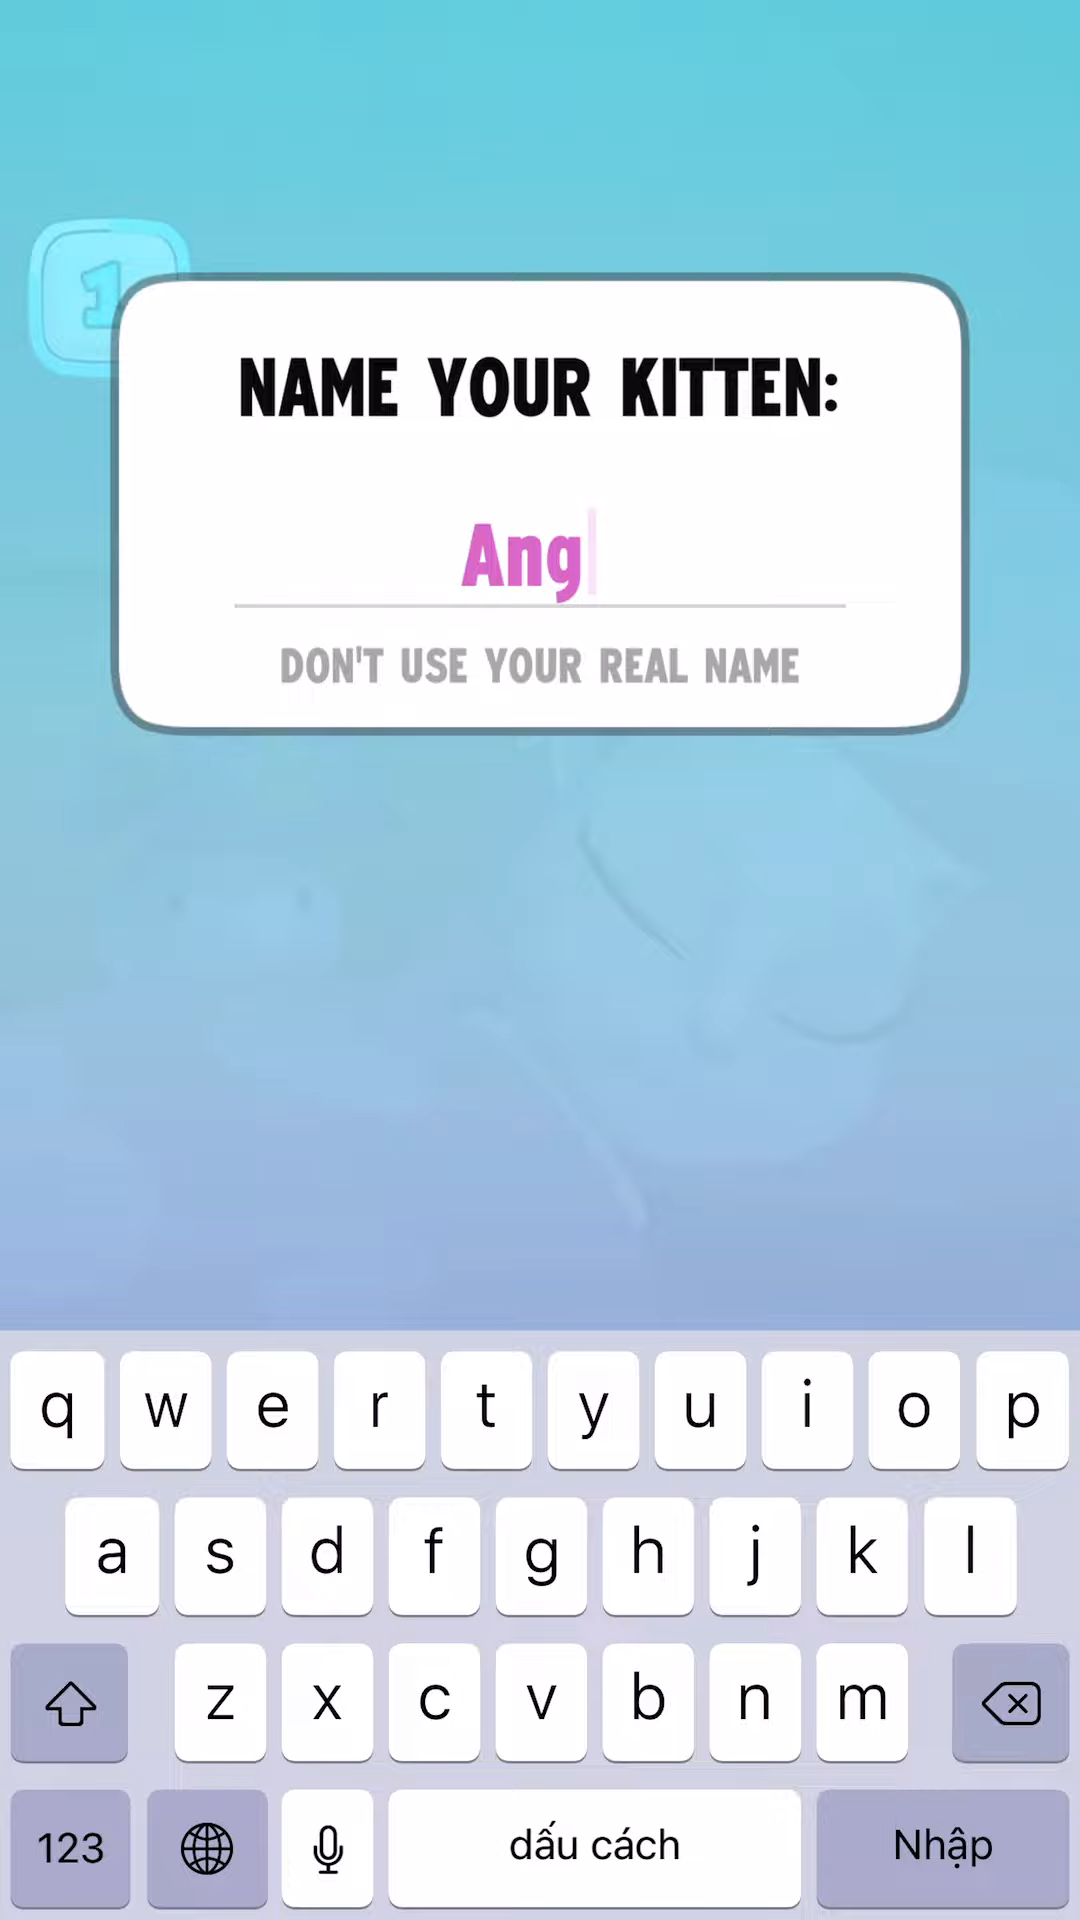 1
NAME YOUR KITTEN:
Ang
DON'T USE YOUR REAL NAME
q w e r t y u i o p
a s d f g h j k l
z x c v b n m
123 dấu cách Nhập